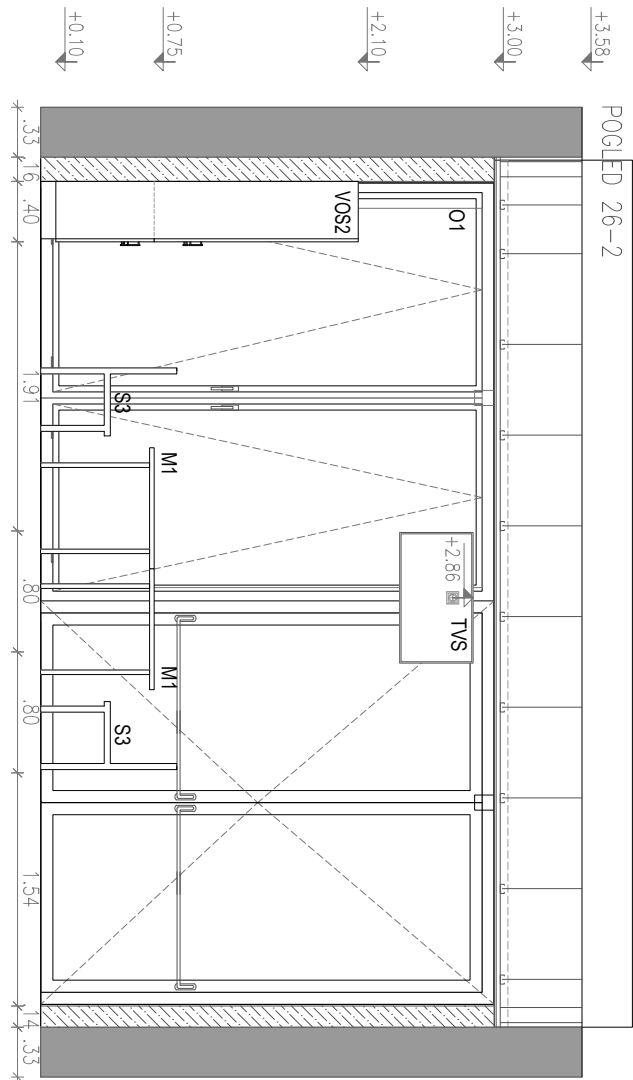 POGLED 26-2
+3.58
+3.00
+2.10
+0.75
+0.10
O1
VOS2
TVS
+2.86
S3
M1
M1
S3
.33
16
.40
1.91
.80
.80
1.54
14
.33